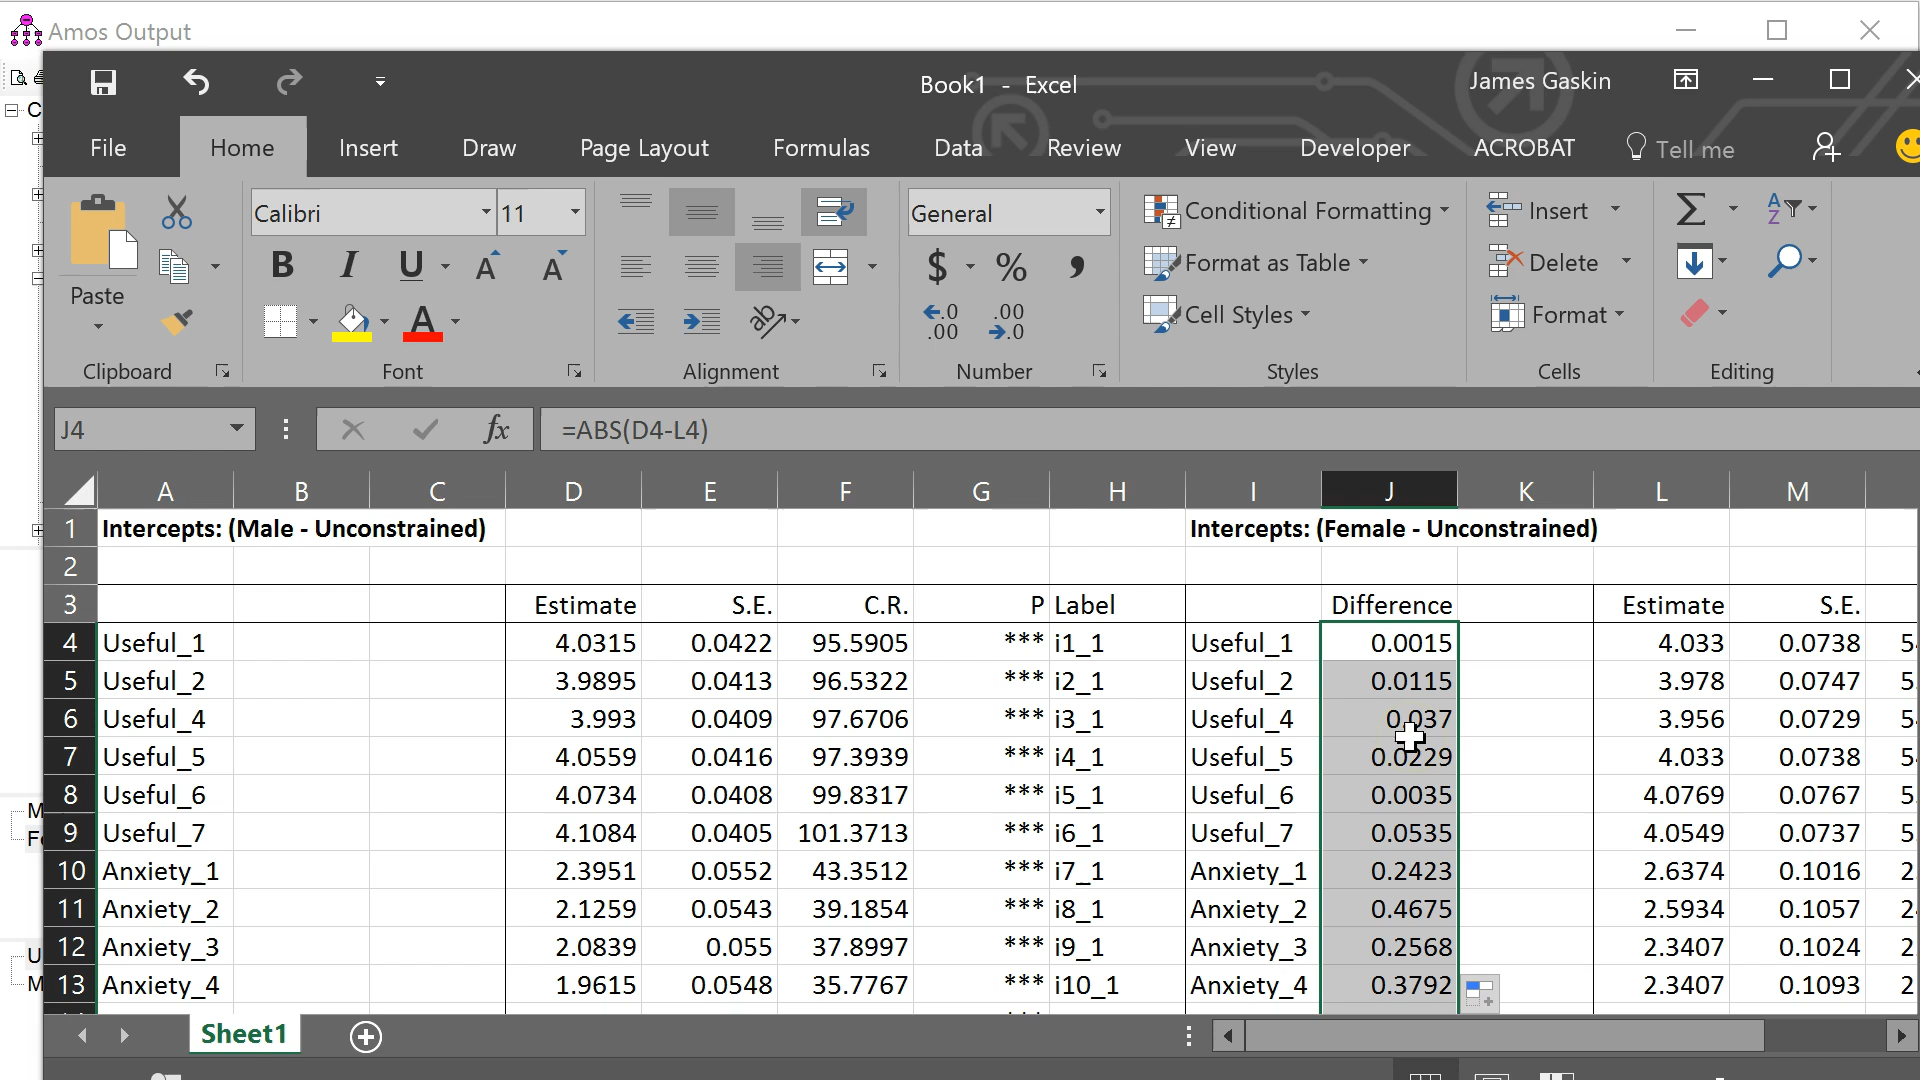 Amos Output
Book1 - Excel
James Gaskin
File Home Insert Draw Page Layout Formulas Data Review View Developer ACROBAT Tell me
Calibri 11 General Conditional Formatting Insert
Format as Table Delete
Paste Cell Styles Format
Clipboard Font Alignment Number Styles Cells Editing
J4 fx =ABS(D4-L4)
A B C D E F G H I J K L M
1 Intercepts: (Male - Unconstrained) Intercepts: (Female - Unconstrained)
2
3 Estimate S.E. C.R. P Label Difference Estimate S.E.
4 Useful_1 4.0315 0.0422 95.5905 *** i1_1 Useful_1 0.0015 4.033 0.0738
5 Useful_2 3.9895 0.0413 96.5322 *** i2_1 Useful_2 0.0115 3.978 0.0747
6 Useful_4 3.993 0.0409 97.6706 *** i3_1 Useful_4 0.037 3.956 0.0729
7 Useful_5 4.0559 0.0416 97.3939 *** i4_1 Useful_5 0.0229 4.033 0.0738
8 Useful_6 4.0734 0.0408 99.8317 *** i5_1 Useful_6 0.0035 4.0769 0.0767
9 Useful_7 4.1084 0.0405 101.3713 *** i6_1 Useful_7 0.0535 4.0549 0.0737
10 Anxiety_1 2.3951 0.0552 43.3512 *** i7_1 Anxiety_1 0.2423 2.6374 0.1016
11 Anxiety_2 2.1259 0.0543 39.1854 *** i8_1 Anxiety_2 0.4675 2.5934 0.1057
12 Anxiety_3 2.0839 0.055 37.8997 *** i9_1 Anxiety_3 0.2568 2.3407 0.1024
13 Anxiety_4 1.9615 0.0548 35.7767 *** i10_1 Anxiety_4 0.3792 2.3407 0.1093
Sheet1